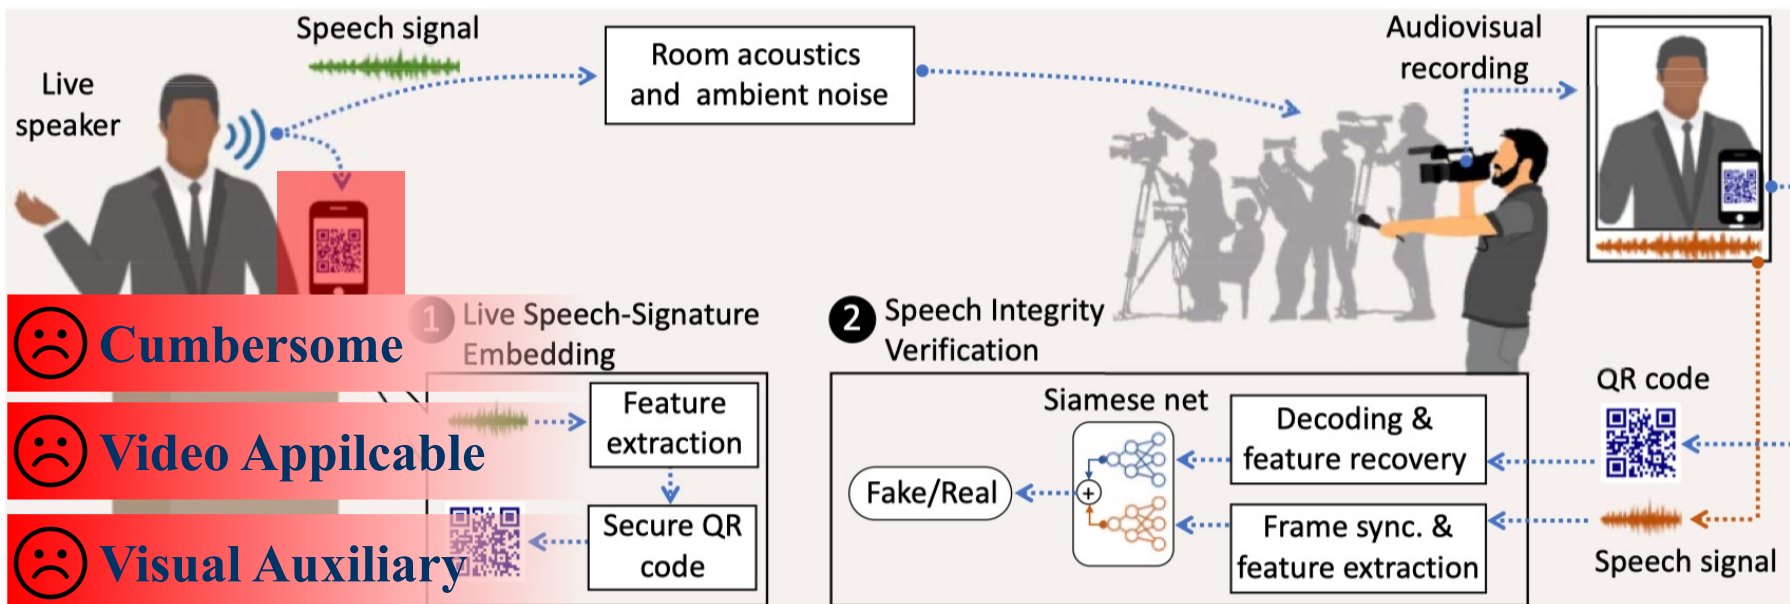 Speech signal
Live
speaker
Room acoustics
and ambient noise
Audiovisual
recording
Cumbersome
Video Appilcable
Visual Auxiliary
1 Live Speech-Signature
Embedding
Feature
extraction
Secure QR
code
2 Speech Integrity
Verification
Siamese net
Decoding &
feature recovery
Fake/Real
+
Frame sync. &
feature extraction
QR code
Speech signal